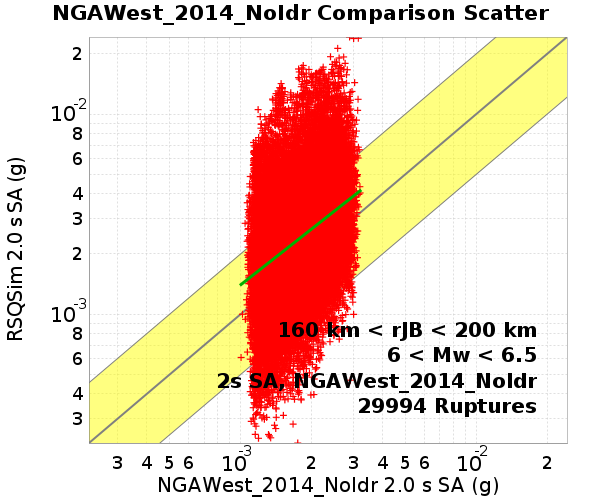 NGAWest_2014_NoIdr Comparison Scatter
RSQSim 2.0 s SA (g)
2
10-2
8
6
4
3
2
10-3
8
6
4
3
160 km < rJB < 200 km
6 < Mw < 6.5
2s SA, NGAWest_2014_NoIdr
29994 Ruptures
3 4 5 6 8 10-3 2 3 4 5 6 8 10-2 2
NGAWest_2014_NoIdr 2.0 s SA (g)